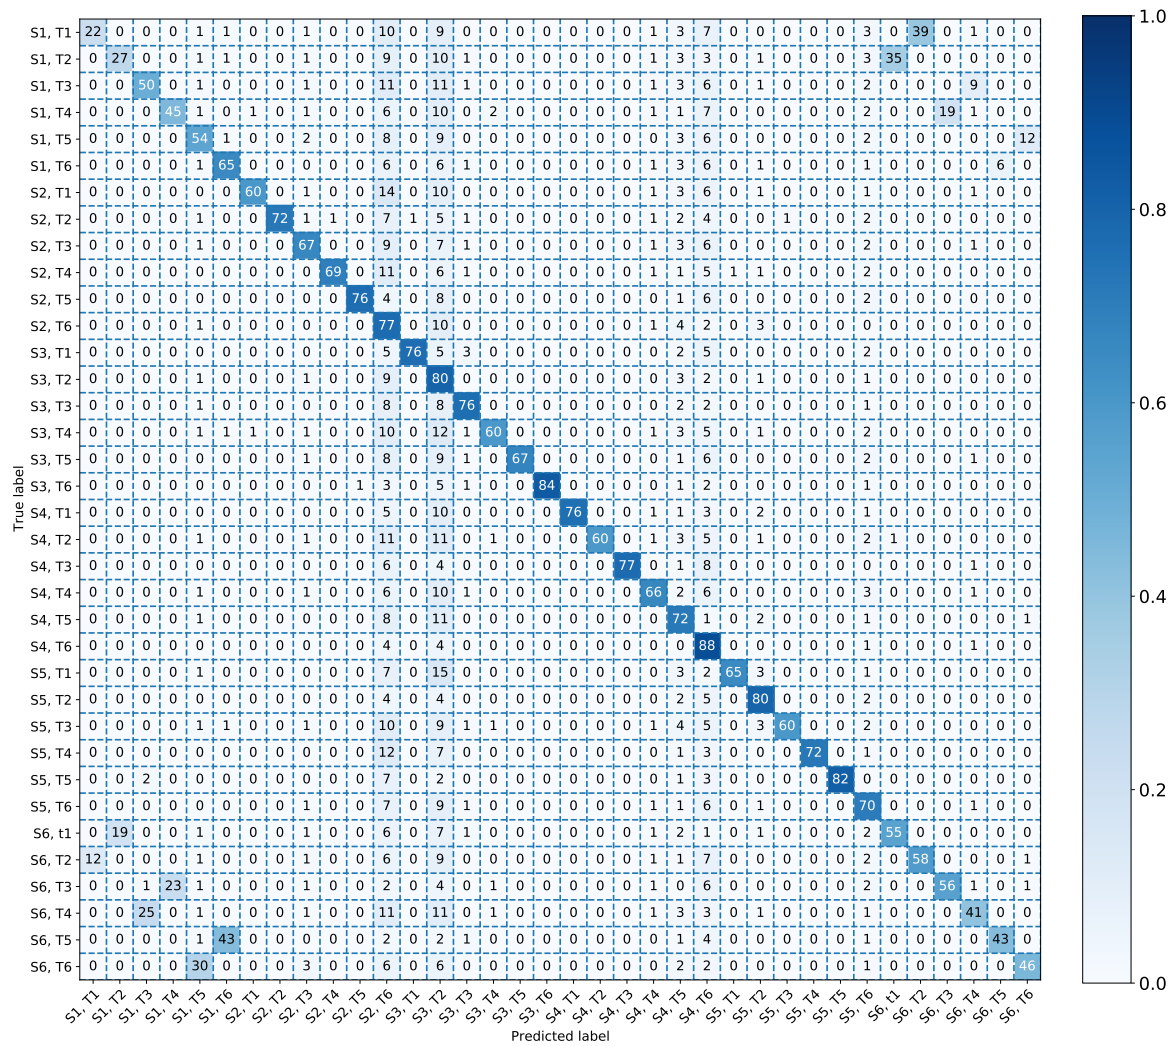 S1, T1 22 0 0 0 1 1 0 0 1 0 0 10 0 9 0 0 0 0 0 0 0 1 3 7 0 0 0 0 0 3 0 39 0 1 0 0
S1, T2 0 27 0 0 1 1 0 0 1 0 0 9 0 10 1 0 0 0 0 0 0 1 3 3 0 1 0 0 0 3 35 0 0 0 0 0
S1, T3 0 0 50 0 1 0 0 0 1 0 0 11 0 11 1 0 0 0 0 0 0 1 3 6 0 1 0 0 0 2 0 0 0 9 0 0
S1, T4 0 0 0 45 1 0 1 0 1 0 0 6 0 10 0 2 0 0 0 0 0 1 1 7 0 0 0 0 0 2 0 0 19 1 0 0
S1, T5 0 0 0 0 54 1 0 0 2 0 0 8 0 9 0 0 0 0 0 0 0 0 3 6 0 0 0 0 0 2 0 0 0 0 0 12
S1, T6 0 0 0 0 1 65 0 0 0 0 0 6 0 6 1 0 0 0 0 0 0 1 3 6 0 1 0 0 0 1 0 0 0 0 6 0
S2, T1 0 0 0 0 0 0 60 0 1 0 0 14 0 10 0 0 0 0 0 0 0 1 3 6 0 1 0 0 0 1 0 0 0 0 0 1
S2, T2 0 0 0 0 1 0 0 72 1 1 0 7 1 5 1 0 0 0 0 0 0 1 2 4 0 0 1 0 0 1 0 0 0 0 0 0
S2, T3 0 0 0 0 1 0 0 0 67 0 0 9 0 7 1 0 0 0 0 0 0 1 3 6 0 0 0 0 0 2 0 0 0 1 0 0
S2, T4 0 0 0 0 0 0 0 0 0 69 0 11 0 6 1 0 0 0 0 0 0 1 1 5 1 1 0 0 0 2 0 0 0 0 0 0
S2, T5 0 0 0 0 0 0 0 0 0 0 76 4 0 8 0 0 0 0 0 0 0 0 1 6 0 0 0 0 0 2 0 0 0 0 0 0
S2, T6 0 0 0 0 1 0 0 0 0 0 0 77 0 10 0 0 0 0 0 0 0 1 4 2 0 3 0 0 0 0 0 0 0 0 0 0
S3, T1 0 0 0 0 0 0 0 0 0 0 0 5 76 5 3 0 0 0 0 0 0 0 2 5 0 0 0 0 0 2 0 0 0 0 0 0
S3, T2 0 0 0 0 1 0 0 0 1 0 0 9 0 80 0 0 0 0 0 0 0 0 3 2 0 1 0 0 0 1 0 0 0 0 0 0
S3, T3 0 0 0 0 1 0 0 0 0 0 0 8 0 8 76 0 0 0 0 0 0 0 2 2 0 0 0 0 0 1 0 0 0 0 0 0
S3, T4 0 0 0 0 1 1 1 0 1 0 0 10 0 12 1 60 0 0 0 0 0 1 3 5 0 1 0 0 0 2 0 0 0 0 0 0
S3, T5 0 0 0 0 0 0 0 0 1 0 0 8 0 9 1 0 67 0 0 0 0 0 1 6 0 0 0 0 0 2 0 0 0 1 0 0
S3, T6 0 0 0 0 0 0 0 0 0 0 1 3 0 5 1 0 0 84 0 0 0 0 1 2 0 0 0 0 0 1 0 0 0 0 0 0
S4, T1 0 0 0 0 0 0 0 0 0 0 0 5 0 10 0 0 0 0 76 0 0 1 1 3 0 2 0 0 0 1 0 0 0 0 0 0
S4, T2 0 0 0 0 1 0 0 0 1 0 0 11 0 11 0 1 0 0 0 60 0 1 3 5 0 1 0 0 0 2 1 0 0 0 0 0
S4, T3 0 0 0 0 0 0 0 0 0 0 0 6 0 4 0 0 0 0 0 0 77 0 1 8 0 0 0 0 0 0 0 0 0 1 0 0
S4, T4 0 0 0 0 1 0 0 0 1 0 0 6 0 10 1 0 0 0 0 0 0 66 2 6 0 0 0 0 0 3 0 0 0 1 0 0
S4, T5 0 0 0 0 1 0 0 0 0 0 0 8 0 11 0 0 0 0 0 0 0 0 72 1 0 2 0 0 0 1 0 0 0 0 0 1
S4, T6 0 0 0 0 0 0 0 0 0 0 0 4 0 4 0 0 0 0 0 0 0 0 0 88 0 0 0 0 0 1 0 0 0 1 0 0
S5, T1 0 0 0 0 1 0 0 0 0 0 0 7 0 15 0 0 0 0 0 0 0 0 3 2 65 3 0 0 0 1 0 0 0 0 0 0
S5, T2 0 0 0 0 0 0 0 0 0 0 0 4 0 4 0 0 0 0 0 0 0 0 2 5 0 80 0 0 0 2 0 0 0 0 0 0
S5, T3 0 0 0 0 1 1 0 0 1 0 0 10 0 9 1 1 0 0 0 0 0 1 4 5 0 3 60 0 0 2 0 0 0 0 0 0
S5, T4 0 0 0 0 0 0 0 0 0 0 0 12 0 7 0 0 0 0 0 0 0 0 1 3 0 0 0 72 0 1 0 0 0 0 0 0
S5, T5 0 0 2 0 0 0 0 0 0 0 0 7 0 2 0 0 0 0 0 0 0 0 1 3 0 0 0 0 82 0 0 0 0 0 0 0
S5, T6 0 0 0 0 0 0 0 0 1 0 0 7 0 9 1 0 0 0 0 0 0 1 1 6 0 1 0 0 0 70 0 0 0 1 0 0
S6, t1 0 19 0 0 1 0 0 0 1 0 0 6 0 7 1 0 0 0 0 0 0 1 2 1 0 1 0 0 0 2 55 0 0 0 0 0
S6, T2 12 0 0 0 1 0 0 0 1 0 0 6 0 9 0 0 0 0 0 0 0 1 1 7 0 0 0 0 0 2 0 58 0 0 0 1
S6, T3 0 0 1 23 1 0 0 0 1 0 0 2 0 4 0 1 0 0 0 0 0 1 0 6 0 0 0 0 0 2 0 0 56 1 0 1
S6, T4 0 0 25 0 1 0 0 0 1 0 0 11 0 11 0 1 0 0 0 0 0 1 3 3 0 1 0 0 0 1 0 0 0 41 0 0
S6, T5 0 0 0 0 1 43 0 0 0 0 0 2 0 2 1 0 0 0 0 0 0 0 1 4 0 0 0 0 0 1 0 0 0 0 43 0
S6, T6 0 0 0 0 30 0 0 0 3 0 0 6 0 6 0 0 0 0 0 0 0 0 2 2 0 0 0 0 0 1 0 0 0 0 0 46
True label
S1, T1 S1, T2 S1, T3 S1, T4 S1, T5 S1, T6 S2, T1 S2, T2 S2, T3 S2, T4 S2, T5 S2, T6 S3, T1 S3, T2 S3, T3 S3, T4 S3, T5 S3, T6 S4, T1 S4, T2 S4, T3 S4, T4 S4, T5 S4, T6 S5, T1 S5, T2 S5, T3 S5, T4 S5, T5 S5, T6 S6, t1 S6, T2 S6, T3 S6, T4 S6, T5 S6, T6
Predicted label
1.0
0.8
0.6
0.4
0.2
0.0